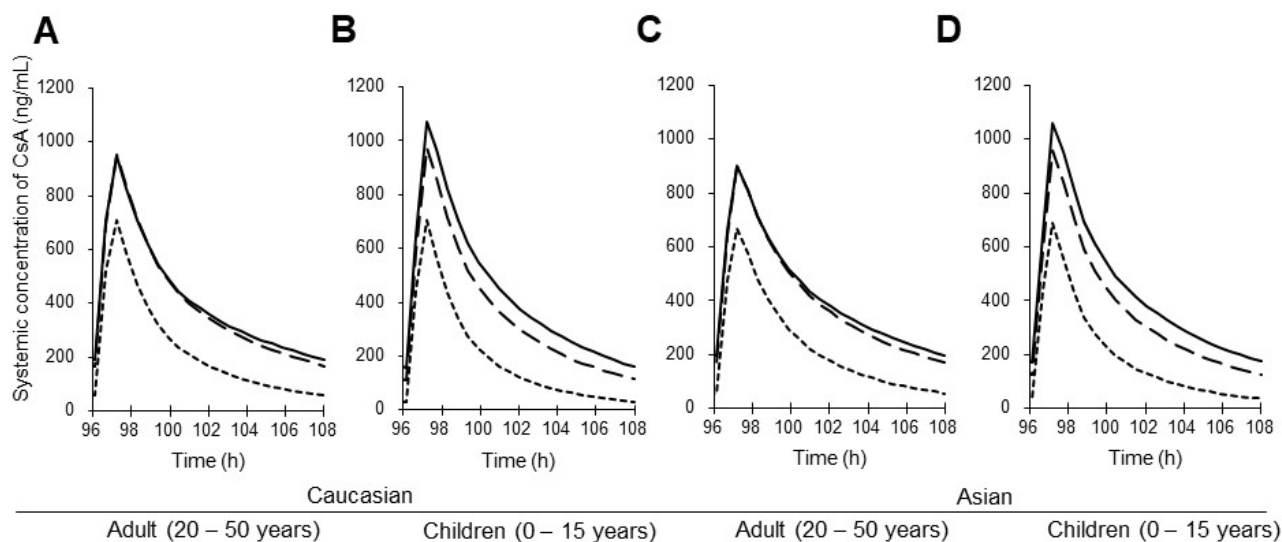 A B C D
Systemic concentration of CsA (ng/mL)
1200 1200 1200 1200
1000 1000 1000 1000
800 800 800 800
600 600 600 600
400 400 400 400
200 200 200 200
0 0 0 0
96 98 100 102 104 106 108 96 98 100 102 104 106 108 96 98 100 102 104 106 108 96 98 100 102 104 106 108
Time (h) Time (h) Time (h) Time (h)
Caucasian Asian
Adult (20 – 50 years) Children (0 – 15 years) Adult (20 – 50 years) Children (0 – 15 years)